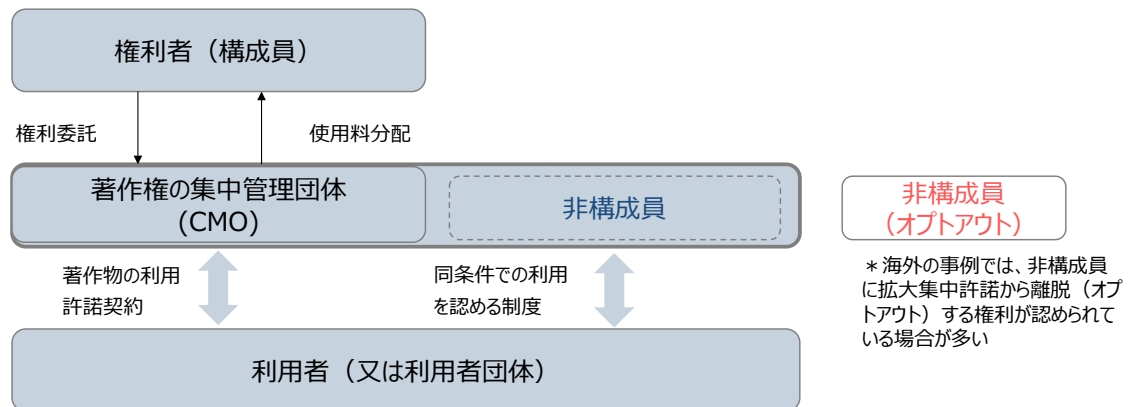 権利者（構成員）
権利委託
使用料分配
著作権の集中管理団体
(CMO)
非構成員
非構成員
（オプトアウト）
著作物の利用
許諾契約
同条件での利用
を認める制度
＊海外の事例では、非構成員
に拡大集中許諾から離脱（オプ
トアウト）する権利が認められて
いる場合が多い
利用者（又は利用者団体）